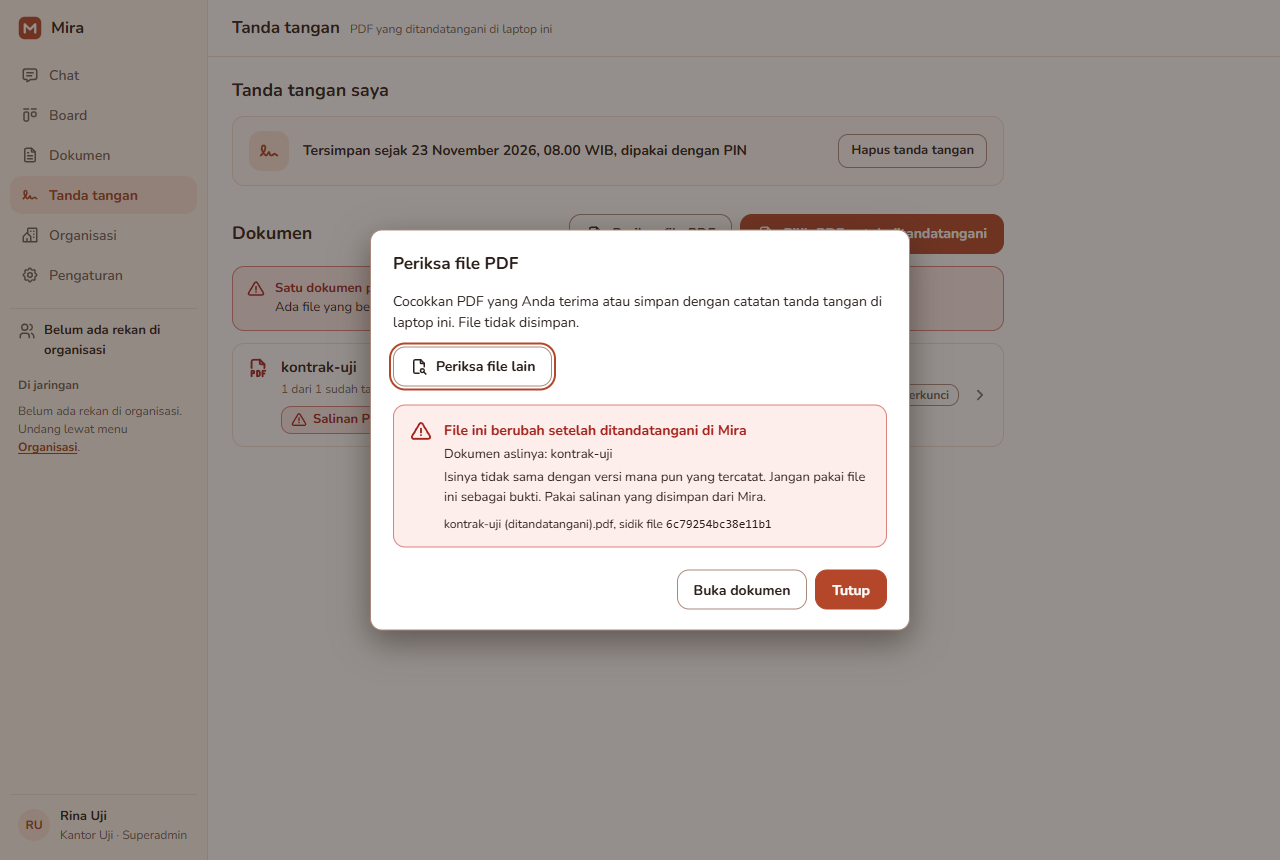 Mira
Chat
Board
Dokumen
Tanda tangan
Organisasi
Pengaturan
Belum ada rekan di
organisasi
Di jaringan
Belum ada rekan di organisasi.
Undang lewat menu
Organisasi.
RU
Rina Uji
Kantor Uji · Superadmin
Tanda tangan PDF yang ditandatangani di laptop ini
Tanda tangan saya
Tersimpan sejak 23 November 2026, 08.00 WIB, dipakai dengan PIN
Hapus tanda tangan
Dokumen
Satu dokumen
Ada file yang
PDF
kontrak-uji
1 dari 1 sudah
Salinan
Periksa file PDF
Cocokkan PDF yang Anda terima atau simpan dengan catatan tanda tangan di
laptop ini. File tidak disimpan.
Periksa file lain
File ini berubah setelah ditandatangani di Mira
Dokumen aslinya: kontrak-uji
Isinya tidak sama dengan versi mana pun yang tercatat. Jangan pakai file
ini sebagai bukti. Pakai salinan yang disimpan dari Mira.
kontrak-uji (ditandatangani).pdf, sidik file 6c79254bc38e11b1
Buka dokumen
Tutup